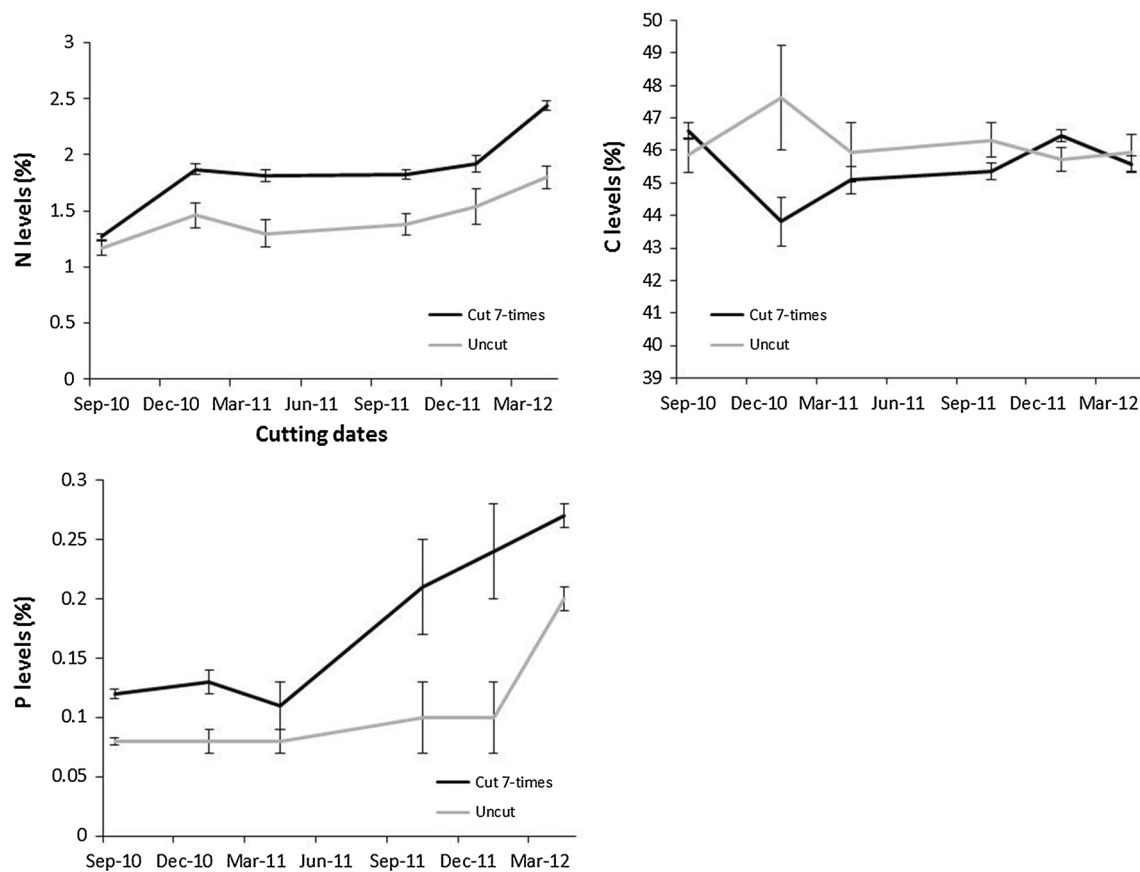 3
2.5
2
1.5
1
0.5
0
N levels (%)
Cut 7-times
Uncut
Sep-10 Dec-10 Mar-11 Jun-11 Sep-11 Dec-11 Mar-12
Cutting dates
50
49
48
47
46
45
44
43
42
41
40
39
C levels (%)
Cut 7-times
Uncut
Sep-10 Dec-10 Mar-11 Jun-11 Sep-11 Dec-11 Mar-12
0.3
0.25
0.2
0.15
0.1
0.05
0
P levels (%)
Cut 7-times
Uncut
Sep-10 Dec-10 Mar-11 Jun-11 Sep-11 Dec-11 Mar-12